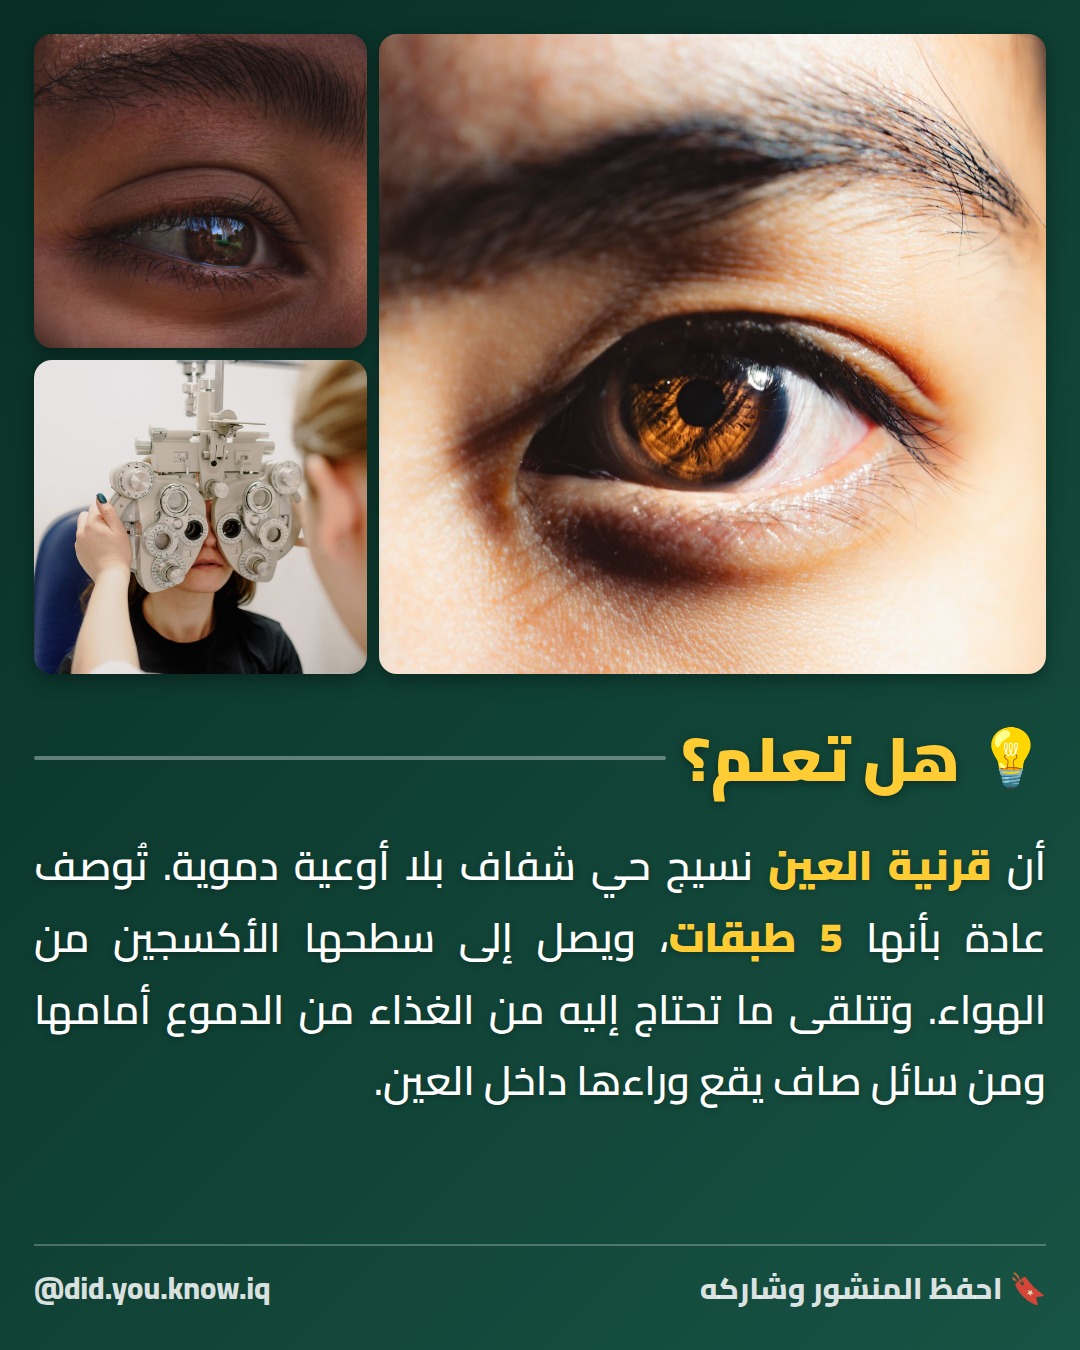 💡 هل تعلم؟
أن قرنية العين نسيج حي شفاف بلا أوعية دموية. تُوصف
عادة بأنها 5 طبقات، ويصل إلى سطحها الأكسجين من
الهواء. وتتلقى ما تحتاج إليه من الغذاء من الدموع أمامها
ومن سائل صاف يقع وراءها داخل العين.
🔖 احفظ المنشور وشاركه
@did.you.know.iq